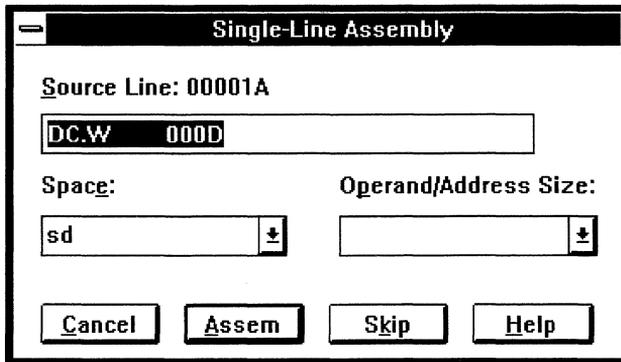 Single-Line Assembly
Source Line: 00001A
DC.W 000D
Space: Operand/Address Size:
sd
Cancel Assem Skip Help